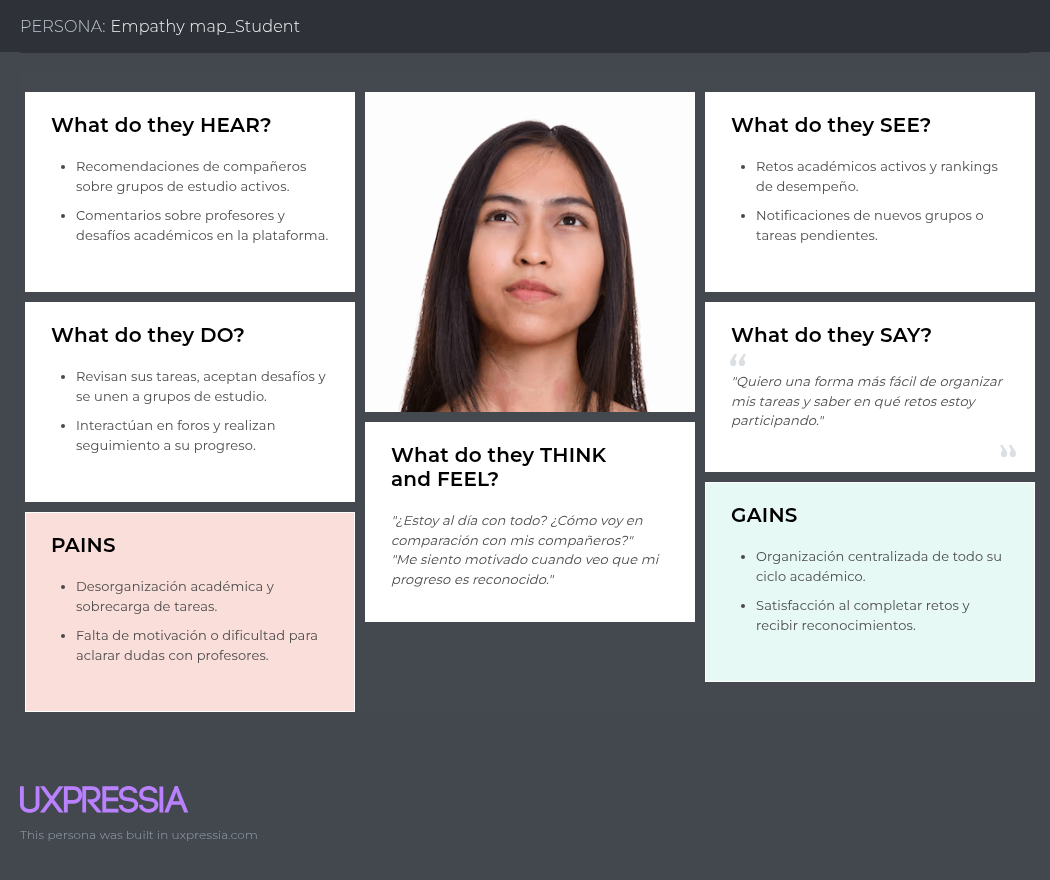 PERSONA: Empathy map_Student
What do they HEAR?
• Recomendaciones de compañeros
sobre grupos de estudio activos.
• Comentarios sobre profesores y
desafíos académicos en la plataforma.
What do they SEE?
• Retos académicos activos y rankings
de desempeño.
• Notificaciones de nuevos grupos o
tareas pendientes.
What do they DO?
• Revisan sus tareas, aceptan desafíos y
se unen a grupos de estudio.
• Interactúan en foros y realizan
seguimiento a su progreso.
What do they SAY?
“
"Quiero una forma más fácil de organizar
mis tareas y saber en qué retos estoy
participando."
”
What do they THINK
and FEEL?
"¿Estoy al día con todo? ¿Cómo voy en
comparación con mis compañeros?"
"Me siento motivado cuando veo que mi
progreso es reconocido."
PAINS
• Desorganización académica y
sobrecarga de tareas.
• Falta de motivación o dificultad para
aclarar dudas con profesores.
GAINS
• Organización centralizada de todo su
ciclo académico.
• Satisfacción al completar retos y
recibir reconocimientos.
UXPRESSIA
This persona was built in uxpressia.com